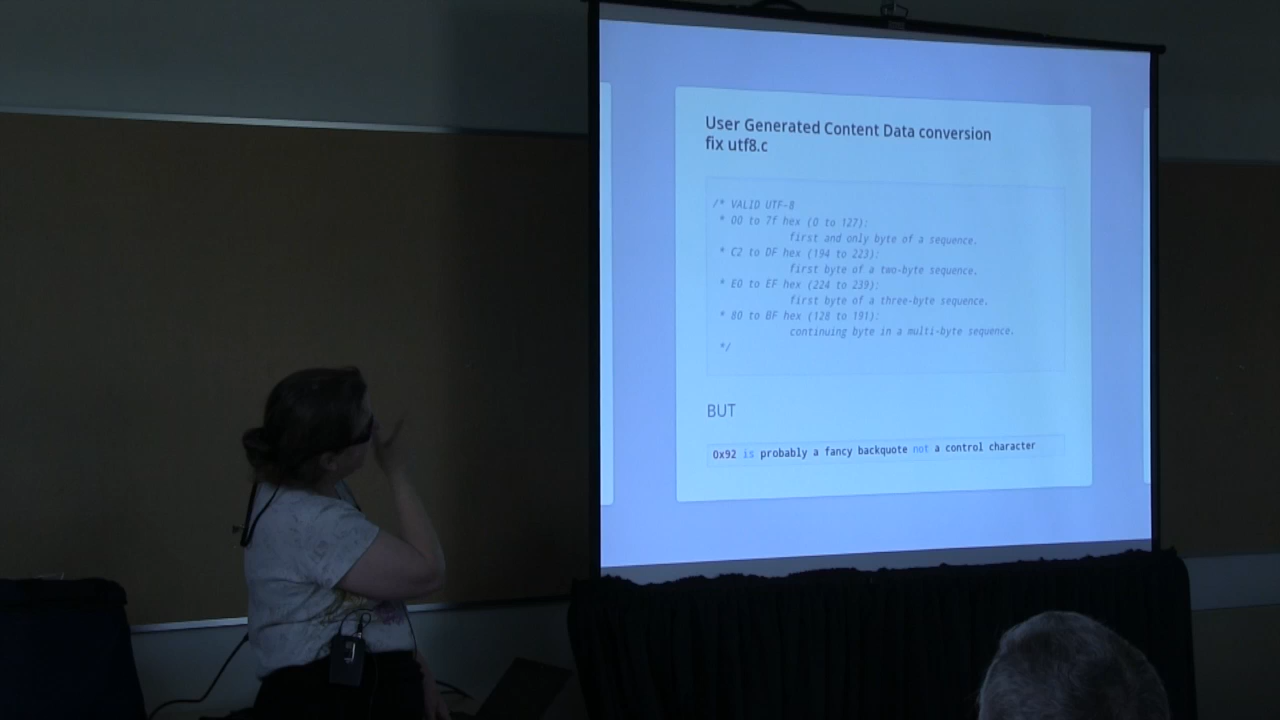 User Generated Content Data conversion
fix utf8.c
/* VALID UTF-8
* 00 to 7f hex (0 to 127):
first and only byte of a sequence.
* C2 to DF hex (194 to 223):
first byte of a two-byte sequence.
* E0 to EF hex (224 to 239):
first byte of a three-byte sequence.
* 80 to BF hex (128 to 191):
continuing byte in a multi-byte sequence.
*/
BUT
0x92 is probably a fancy backquote not a control character